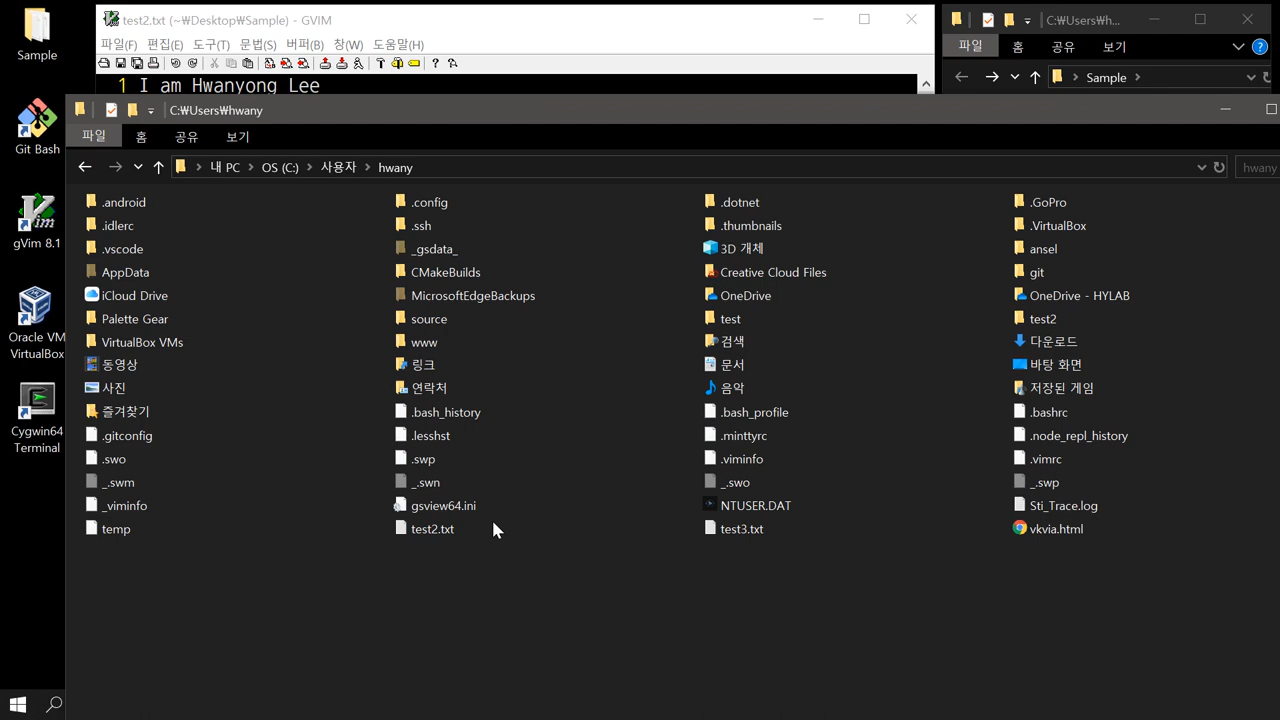 Sample
Git Bash
gVim 8.1
Oracle VM
VirtualBox
Cygwin64
Terminal
test2.txt (~₩Desktop₩Sample) - GVIM
파일(F) 편집(E) 도구(T) 문법(S) 버퍼(B) 창(W) 도움말(H)
1 I am Hwanyong Lee
C:₩Users₩h...
파일 홈 공유 보기
Sample
C:₩Users₩hwany
파일 홈 공유 보기
내 PC OS (C:) 사용자 hwany
hwany
.android .config .dotnet .GoPro
.idlerc .ssh .thumbnails .VirtualBox
.vscode _gsdata_ 3D 개체 ansel
AppData CMakeBuilds Creative Cloud Files git
iCloud Drive MicrosoftEdgeBackups OneDrive OneDrive - HYLAB
Palette Gear source test test2
VirtualBox VMs www 검색 다운로드
동영상 링크 문서 바탕 화면
사진 연락처 음악 저장된 게임
즐겨찾기 .bash_history .bash_profile .bashrc
.gitconfig .lesshst .minttyrc .node_repl_history
.swo .swp .viminfo .vimrc
_.swm _.swn _.swo _.swp
_viminfo gsview64.ini NTUSER.DAT Sti_Trace.log
temp test2.txt test3.txt vkvia.html